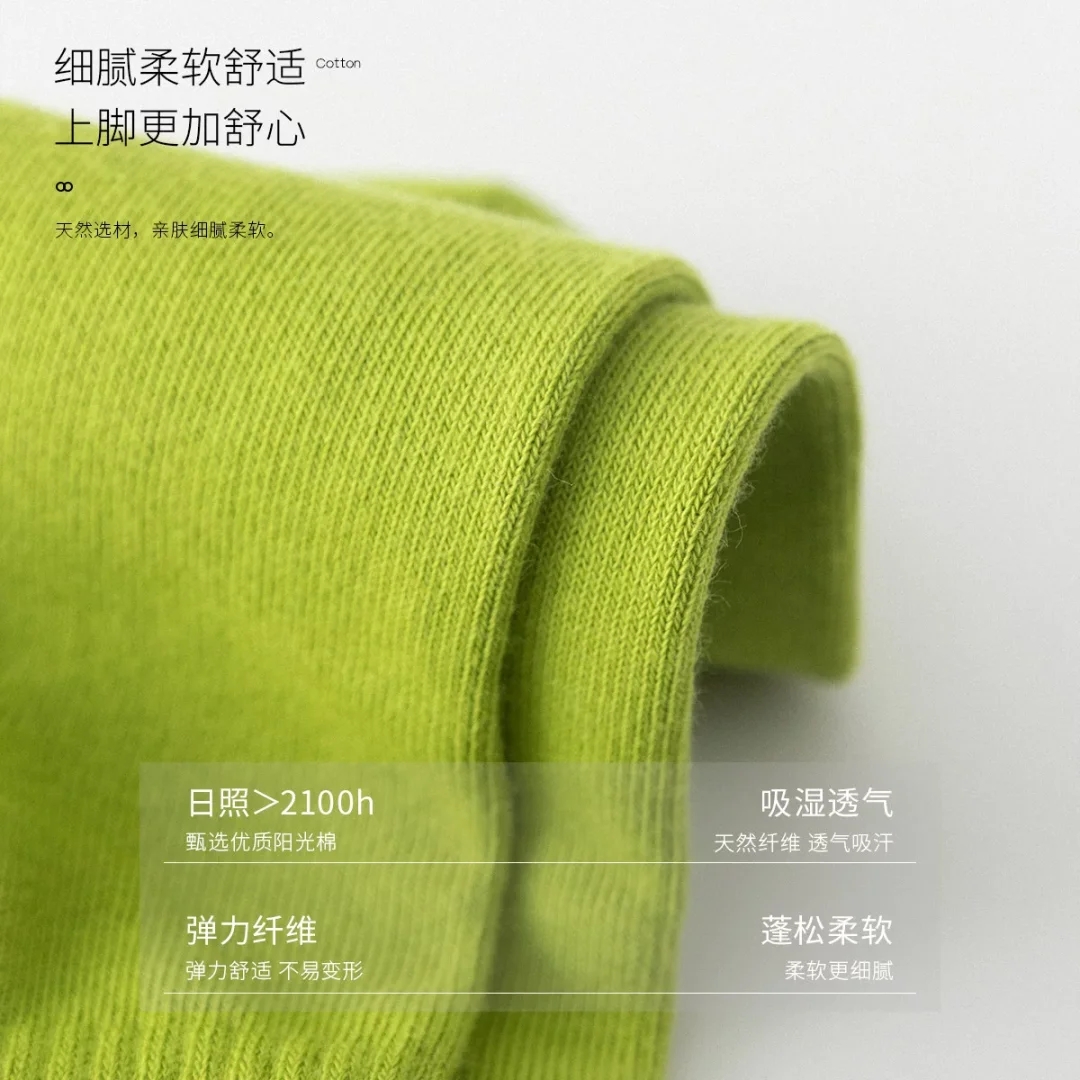 细腻柔软舒适 Cotton
上脚更加舒心
天然选材，亲肤细腻柔软。
日照＞2100h
甄选优质阳光棉
吸湿透气
天然纤维 透气吸汗
弹力纤维
弹力舒适 不易变形
蓬松柔软
柔软更细腻